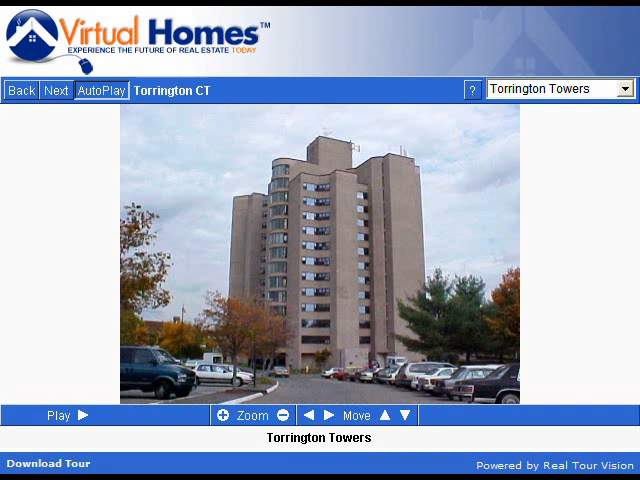 Virtual Homes™
EXPERIENCE THE FUTURE OF REAL ESTATE TODAY
Back Next AutoPlay Torrington CT ? Torrington Towers
Play Zoom Move
Torrington Towers
Download Tour Powered by Real Tour Vision